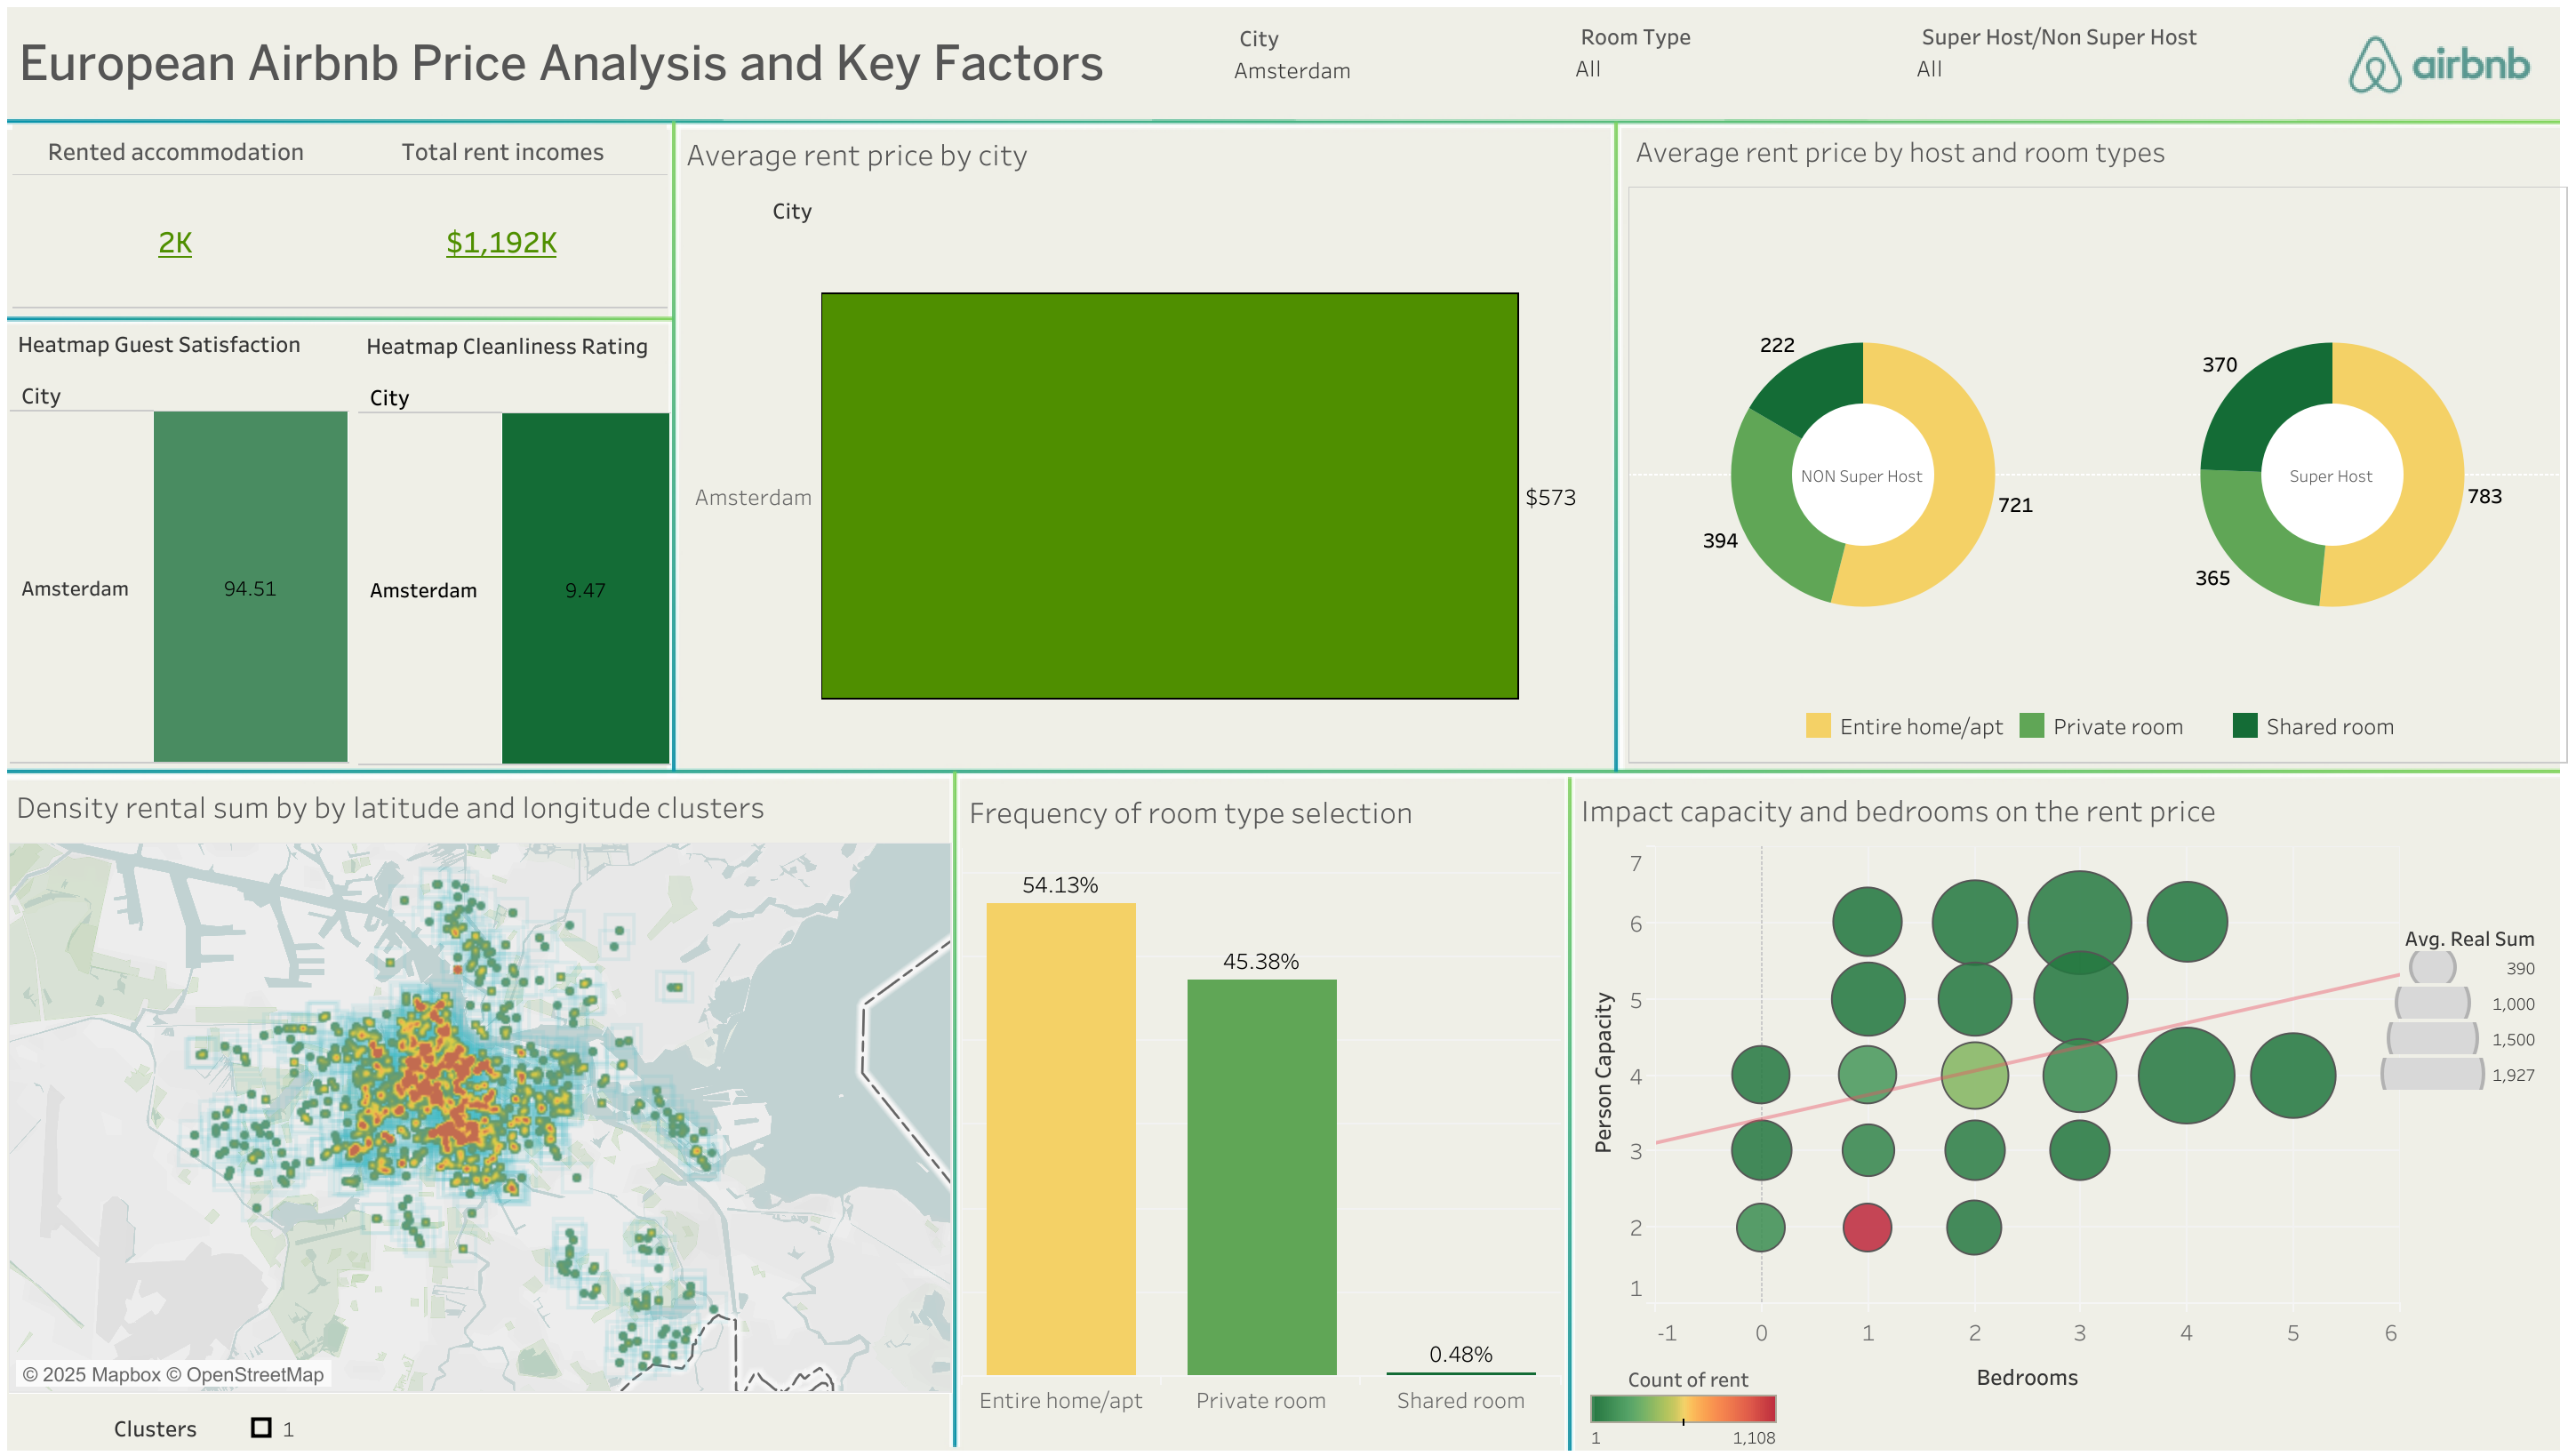 European Airbnb Price Analysis and Key Factors
City
Amsterdam
Room Type
All
Super Host/Non Super Host
All
airbnb
Rented accommodation
Total rent incomes
2K
$1,192K
Heatmap Guest Satisfaction
City
Amsterdam
94.51
Heatmap Cleanliness Rating
City
Amsterdam
9.47
Average rent price by city
City
Amsterdam
$573
Average rent price by host and room types
222
394
721
NON Super Host
370
365
783
Super Host
Entire home/apt
Private room
Shared room
Density rental sum by by latitude and longitude clusters
© 2025 Mapbox © OpenStreetMap
Clusters
1
Frequency of room type selection
54.13%
45.38%
0.48%
Entire home/apt
Private room
Shared room
Impact capacity and bedrooms on the rent price
Person Capacity
7
6
5
4
3
2
1
-1
0
1
2
3
4
5
6
Bedrooms
Avg. Real Sum
390
1,000
1,500
1,927
Count of rent
1
1,108